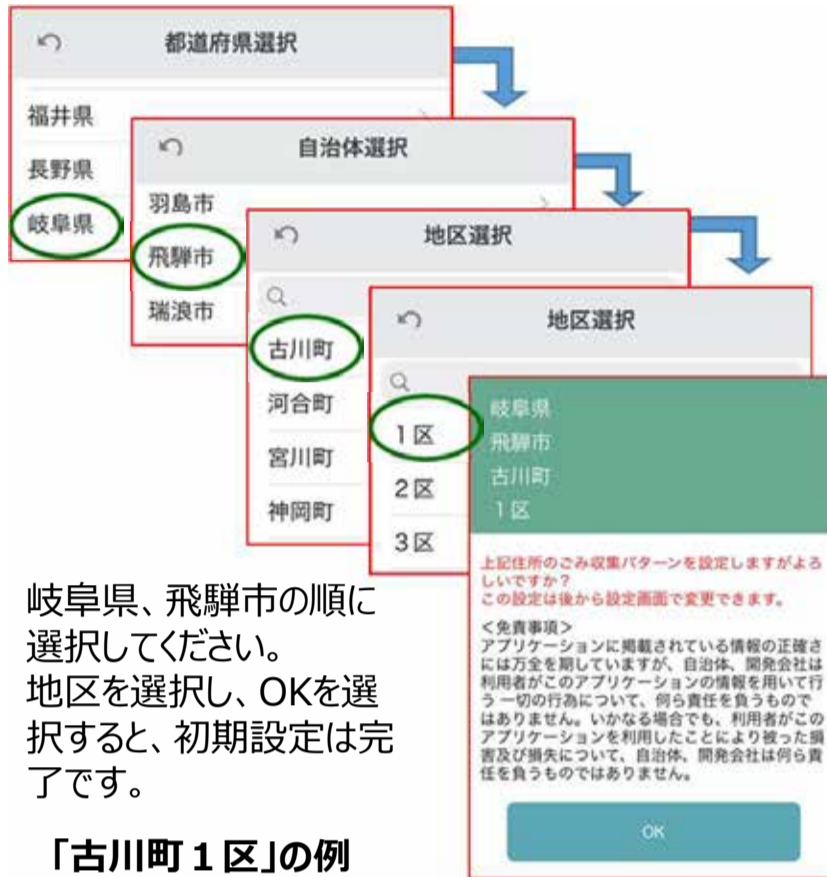 都道府県選択
福井県
長野県
岐阜県
自治体選択
羽島市
飛騨市
瑞浪市
地区選択
古川町
河合町
宮川町
神岡町
地区選択
1区
2区
3区
岐阜県
飛騨市
古川町
1区
上記住所のごみ収集パターンを設定しますがよろ
しいですか？
この設定は後から設定画面で変更できます。
＜免責事項＞
アプリケーションに掲載されている情報の正確さ
には万全を期していますが、自治体、開発会社は
利用者がこのアプリケーションの情報を用いて行
う 一切の行為について、何ら責任を負うもので
はありません。いかなる場合でも、利用者がこの
アプリケーションを利用したことにより被った損
害及び損失について、自治体、開発会社は何ら責
任を負うものではありません。
OK
岐阜県、飛騨市の順に
選択してください。
地区を選択し、OKを選
択すると、初期設定は完
了です。
「古川町１区」の例